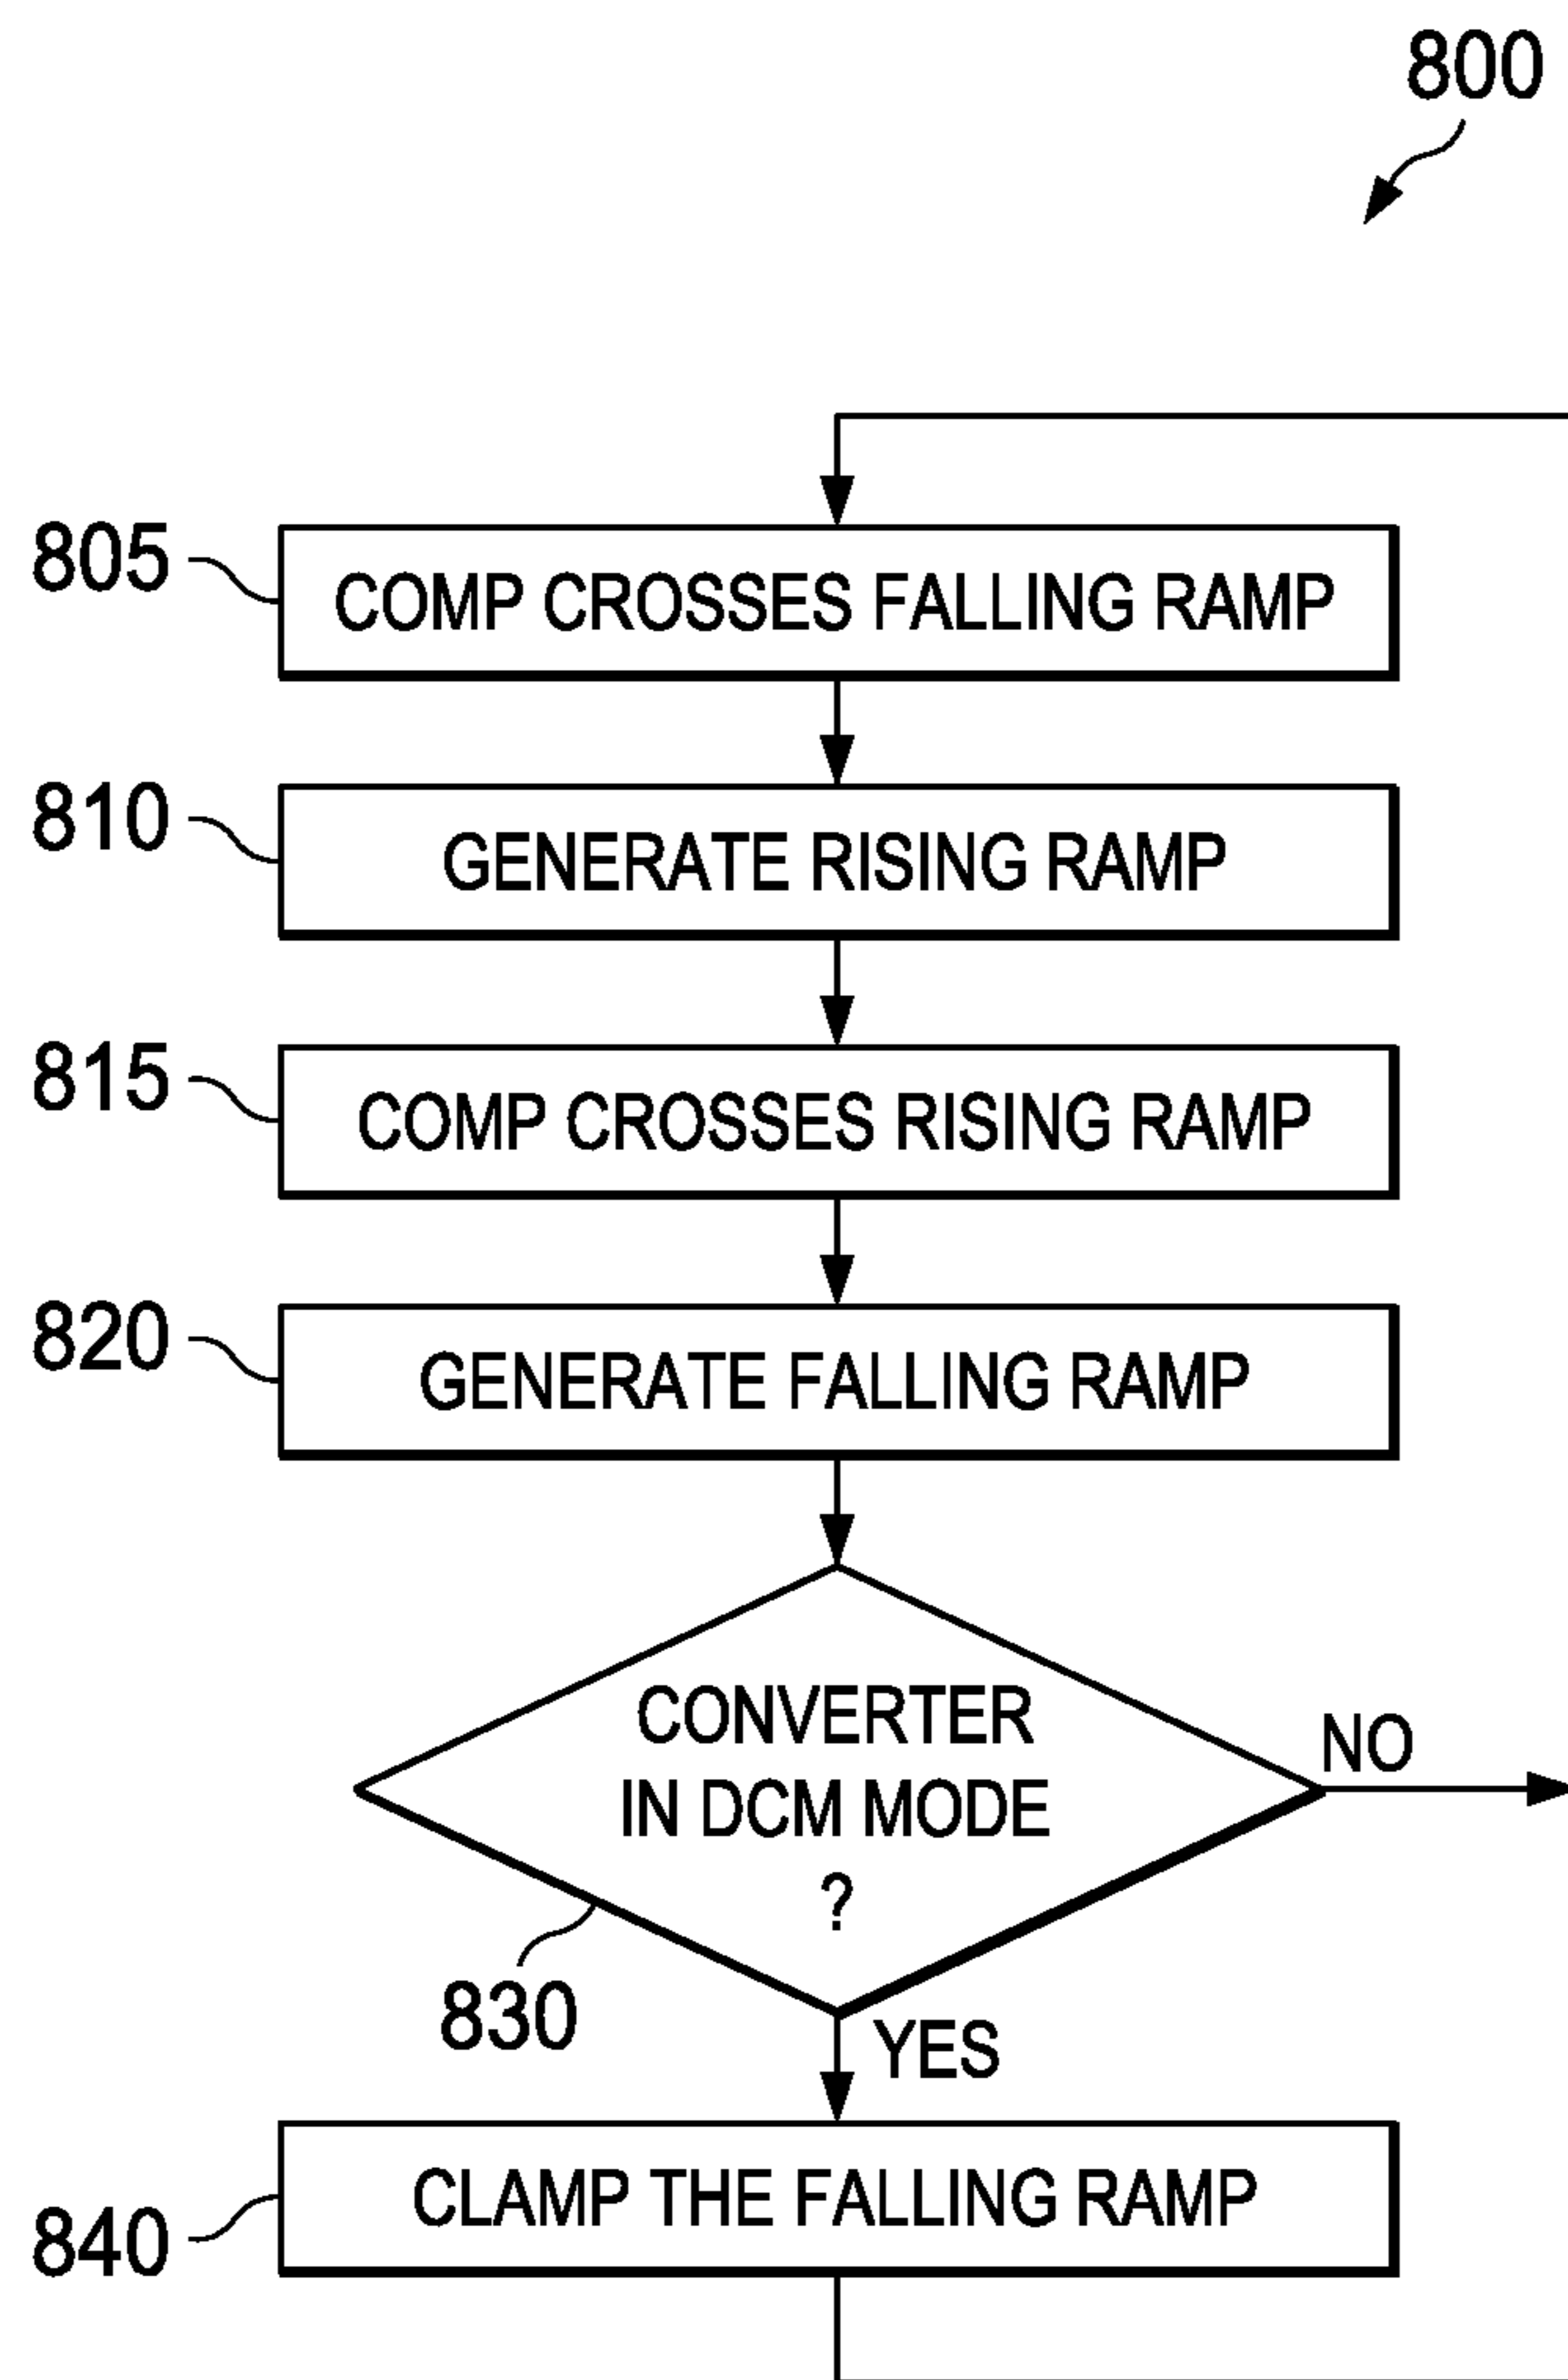 800
805
COMP CROSSES FALLING RAMP
810
GENERATE RISING RAMP
815
COMP CROSSES RISING RAMP
820
GENERATE FALLING RAMP
CONVERTER
IN DCM MODE
?
NO
830
YES
CLAMP THE FALLING RAMP
840